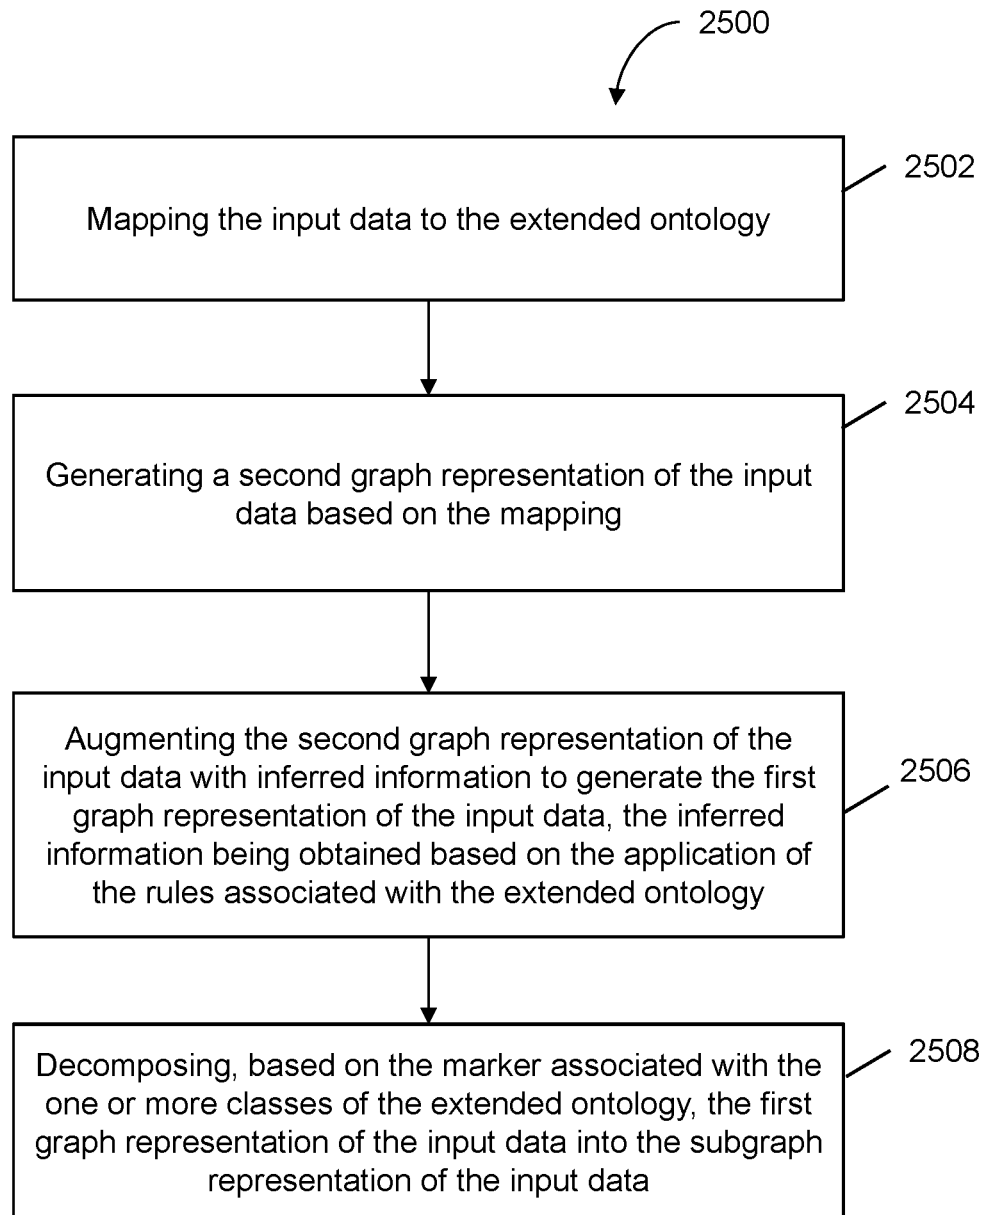 2500
2502
Mapping the input data to the extended ontology
2504
Generating a second graph representation of the input
data based on the mapping
2506
Augmenting the second graph representation of the
input data with inferred information to generate the first
graph representation of the input data, the inferred
information being obtained based on the application of
the rules associated with the extended ontology
2508
Decomposing, based on the marker associated with the
one or more classes of the extended ontology, the first
graph representation of the input data into the subgraph
representation of the input data